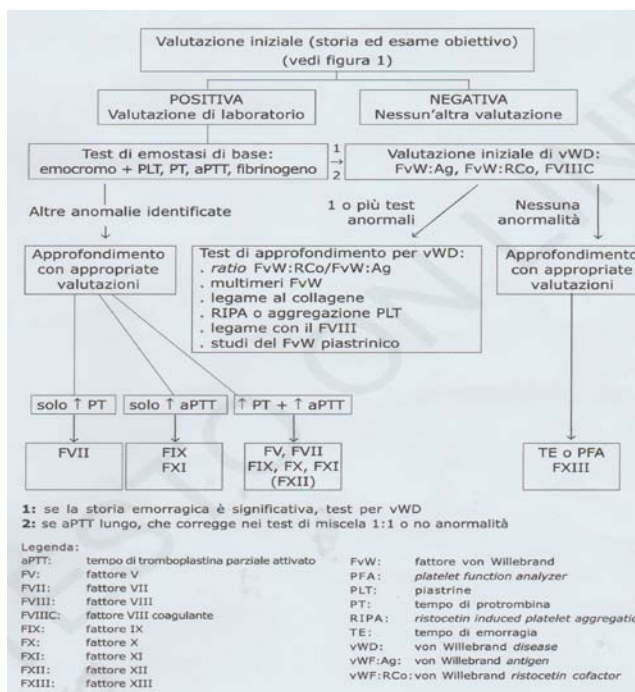 Valutazione iniziale (storia ed esame obiettivo)
(vedi figura 1)
POSITIVA
Valutazione di laboratorio
NEGATIVA
Nessun'altra valutazione
Test di emostasi di base:
emocromo + PLT, PT, aPTT, fibrinogeno
1
2
Valutazione iniziale di vWD:
FvW:Ag, FvW:RCo, FVIIIC
Altre anomalie identificate
1 o più test
anormali
Nessuna
anormalità
Approfondimento
con appropriate
valutazioni
Test di approfondimento per vWD:
. ratio FvW:RCo/FvW:Ag
. multimeri FvW
. legame al collagene
. RIPA o aggregazione PLT
. legame con il FVIII
. studi del FvW piastrinico
Approfondimento
con appropriate
valutazioni
solo ↑ PT
solo ↑ aPTT
↑ PT + ↑ aPTT
FVII
FIX
FXI
FV, FVII
FIX, FX, FXI
(FXII)
TE o PFA
FXIII
1: se la storia emorragica è significativa, test per vWD
2: se aPTT lungo, che corregge nei test di miscela 1:1 o no anormalità
Legenda:
aPTT: tempo di tromboplastina parziale attivato
FV: fattore V
FVII: fattore VII
FVIII: fattore VIII
FVIIIC: fattore VIII coagulante
FIX: fattore IX
FX: fattore X
FXI: fattore XI
FXII: fattore XII
FXIII: fattore XIII
FvW: fattore von Willebrand
PFA: platelet function analyzer
PLT: piastrine
PT: tempo di protrombina
RIPA: ristocetin induced platelet aggregatio
TE: tempo di emorragia
vWD: von Willebrand disease
vWF:Ag: von Willebrand antigen
vWF:RCo: von Willebrand ristocetin cofactor
TESTO ON LINE